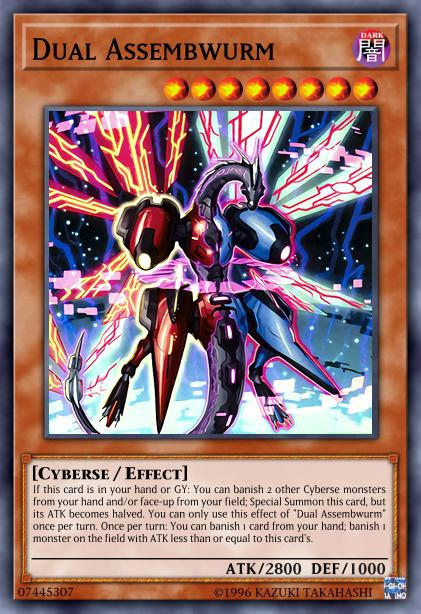 DUAL ASSEMBWURM
DARK
闇
[CYBERSE / EFFECT]
If this card is in your hand or GY: You can banish 2 other Cyberse monsters
from your hand and/or face-up from your field; Special Summon this card, but
its ATK becomes halved. You can only use this effect of "Dual Assembwurm"
once per turn. Once per turn: You can banish 1 card from your hand; banish 1
monster on the field with ATK less than or equal to this card's.
ATK/2800 DEF/1000
07445307 ©1996 KAZUKI TAKAHASHI